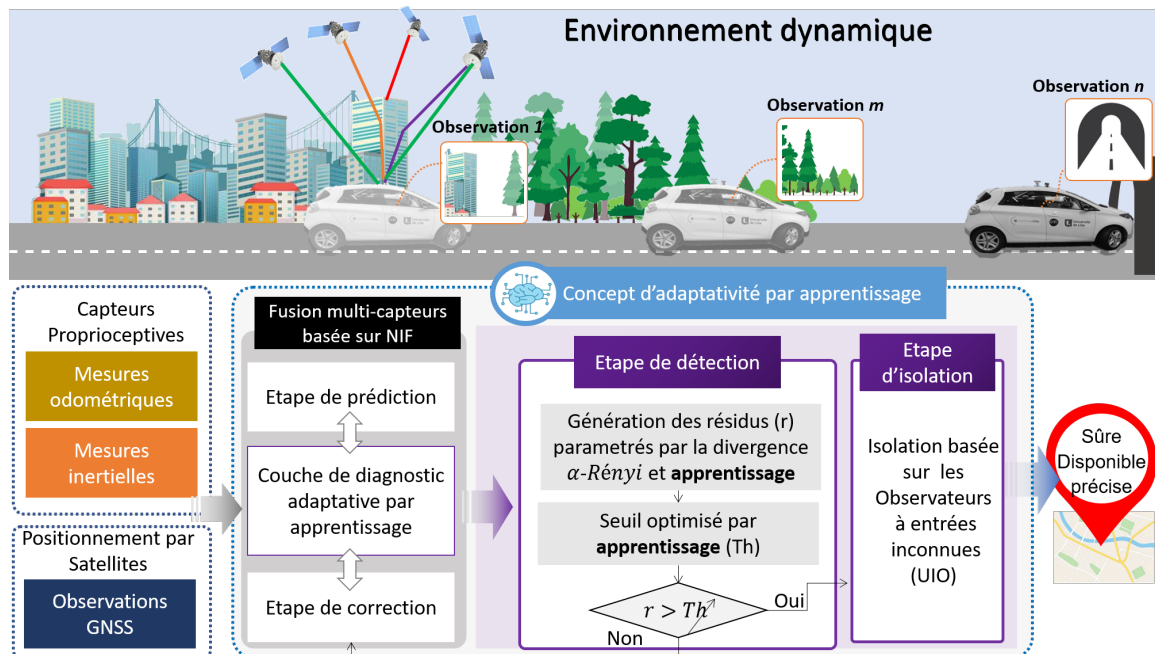 Environnement dynamique
Observation 1
Observation m
Observation n
Concept d'adaptativité par apprentissage
Capteurs
Proprioceptives
Mesures
odométriques
Mesures
inertielles
Positionnement par
Satellites
Observations
GNSS
Fusion multi-capteurs
basée sur NIF
Etape de prédiction
Couche de diagnostic
adaptative par
apprentissage
Etape de correction
Etape de détection
Génération des résidus (r)
parametrés par la divergence
α-Rényi et apprentissage
Seuil optimisé par
apprentissage (Th)
r > Th
Oui
Non
Etape
d'isolation
Isolation basée
sur les
Observateurs
à entrées
inconnues
(UIO)
Sûre
Disponible
précise